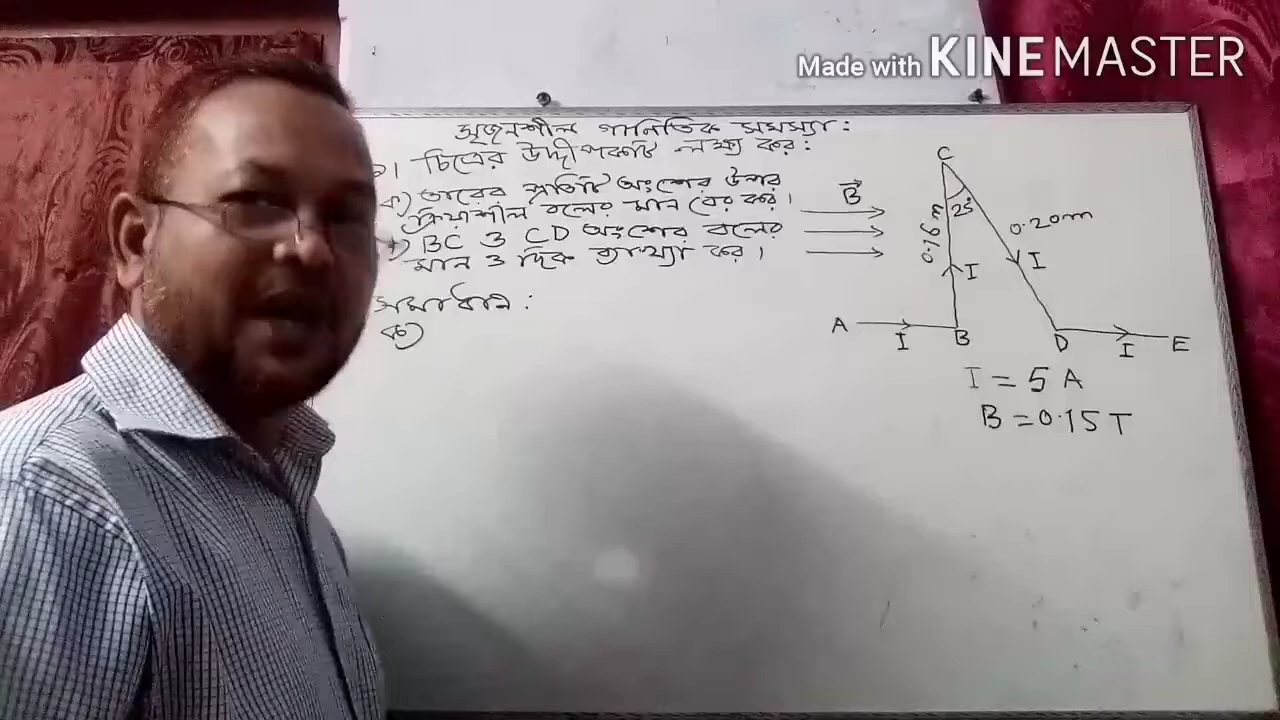 Made with KINEMASTER
সৃজনশীল গানিতিক সমস্যা :
১। চিত্রের উদ্দীপকটি লক্ষ্য কর :
ক) তারের প্রতিটি অংশের উপর
ক্রিয়াশীল বলের মান বের কর।
খ) BC ও CD অংশের বলের
মান ও দিক ব্যাখ্যা কর।
সমাধান :
ক)
B
C
25°
0.16 m
0.20m
I
I
A
I
B
D
I
E
I = 5 A
B = 0.15 T